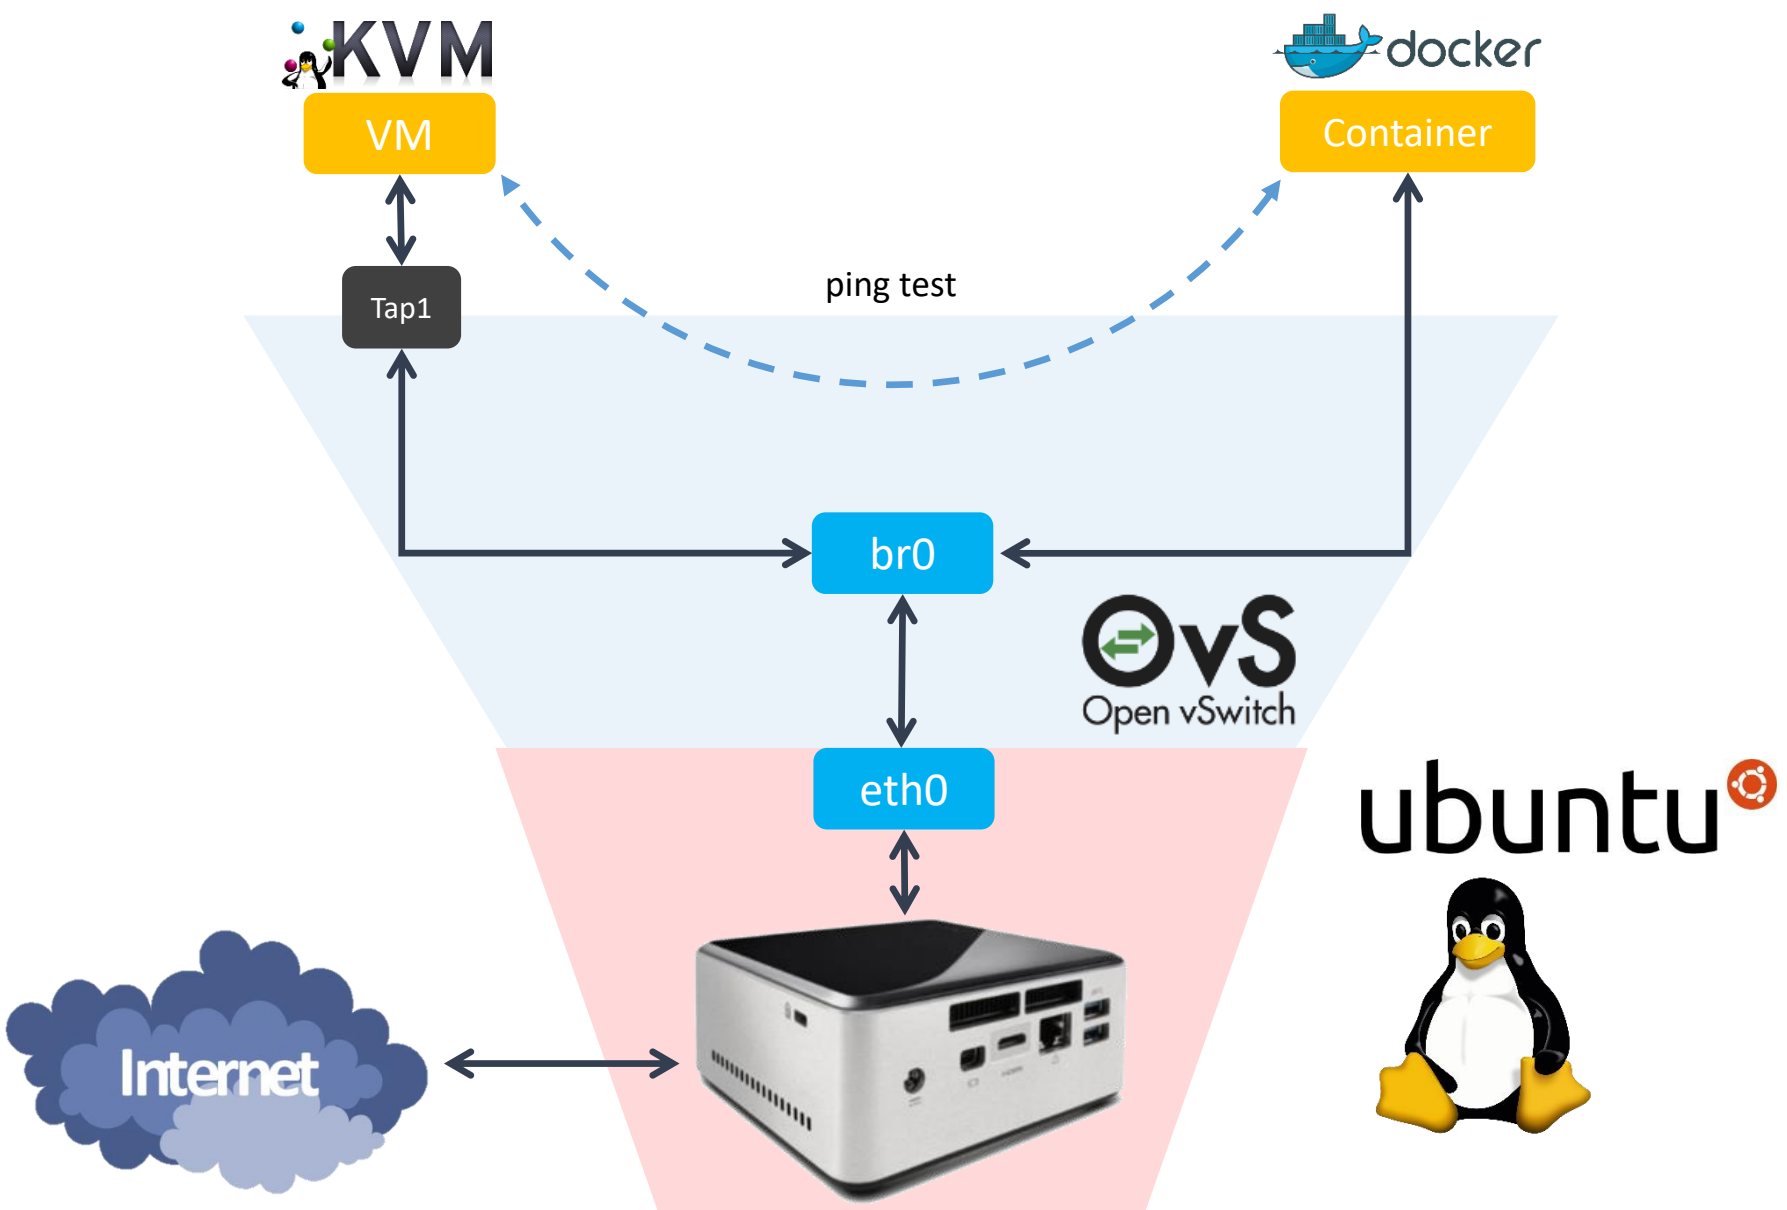 KVM
docker
VM
Container
Tap1
ping test
br0
OvS
Open vSwitch
eth0
ubuntu
Internet